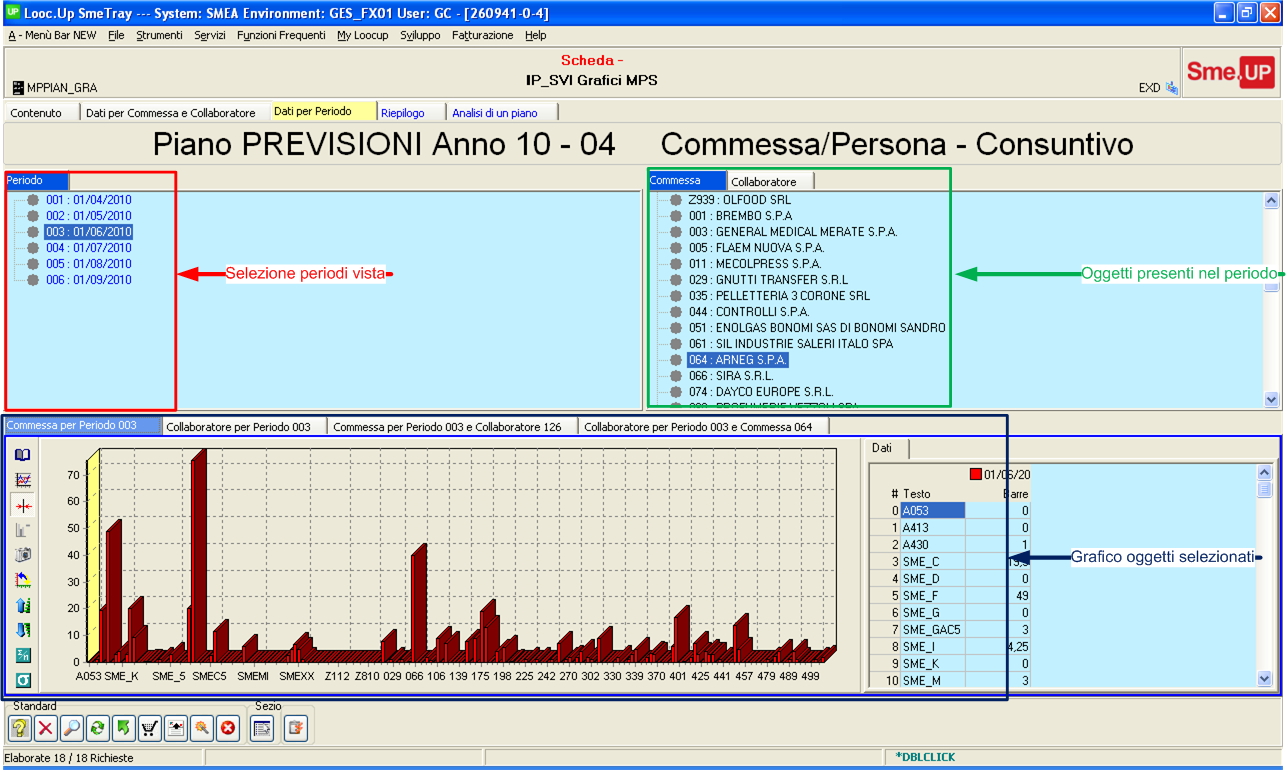 Looc.Up SmeTray --- System: SMEA Environment: GES_FX01 User: GC - [260941-0-4]
A - Menù Bar NEW File Strumenti Servizi Funzioni Frequenti My Loocup Sviluppo Fatturazione Help
Scheda -
IP_SVI Grafici MPS
MPPIAN_GRA
EXD
Sme.UP
Contenuto Dati per Commessa e Collaboratore Dati per Periodo Riepilogo Analisi di un piano
Piano PREVISIONI Anno 10 - 04 Commessa/Persona - Consuntivo
Periodo
001 : 01/04/2010
002 : 01/05/2010
003 : 01/06/2010
004 : 01/07/2010
005 : 01/08/2010
006 : 01/09/2010
Selezione periodi vista
Commessa Collaboratore
Z939 : OLFOOD SRL
001 : BREMBO S.P.A
003 : GENERAL MEDICAL MERATE S.P.A.
005 : FLAEM NUOVA S.P.A.
011 : MECOLPRESS S.P.A.
029 : GNUTTI TRANSFER S.R.L
035 : PELLETTERIA 3 CORONE SRL
044 : CONTROLLI S.P.A.
051 : ENOLGAS BONOMI SAS DI BONOMI SANDRO
061 : SIL INDUSTRIE SALERI ITALO SPA
064 : ARNEG S.P.A.
066 : SIRA S.R.L.
074 : DAYCO EUROPE S.R.L.
Oggetti presenti nel periodo
Commessa per Periodo 003 Collaboratore per Periodo 003 Commessa per Periodo 003 e Collaboratore 126 Collaboratore per Periodo 003 e Commessa 064
70
60
50
40
30
20
10
0
A053 SME_K SME_5 SMEC5 SMEMI SMEXX Z112 Z810 029 066 106 139 175 198 225 242 270 302 330 339 370 401 425 441 457 479 489 499
Dati
01/06/20
# Testo Barre
0 A053 0
1 A413 0
2 A430 1
3 SME_C
4 SME_D 0
5 SME_F 49
6 SME_G 0
7 SME_GAC5 3
8 SME_I 4,25
9 SME_K 0
10 SME_M 3
Grafico oggetti selezionati
Standard Sezio
Elaborate 18 / 18 Richieste
*DBLCLICK